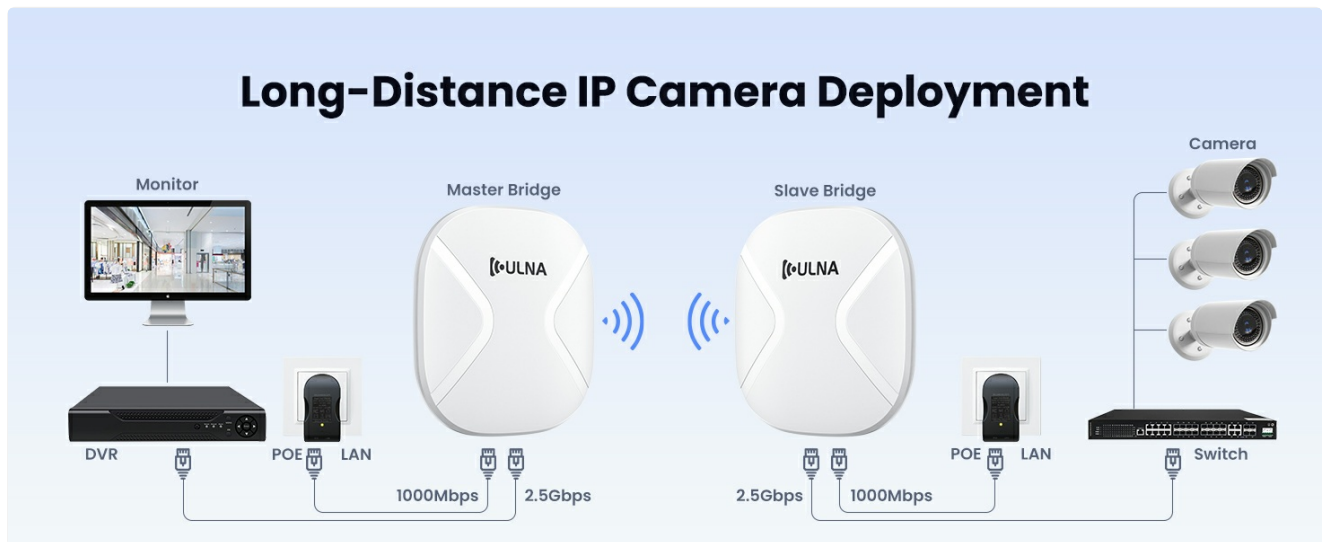 Long-Distance IP Camera Deployment
Camera
Monitor
Master Bridge
Slave Bridge
ULNA
ULNA
DVR
POE
LAN
POE
LAN
Switch
1000Mbps
2.5Gbps
2.5Gbps
1000Mbps